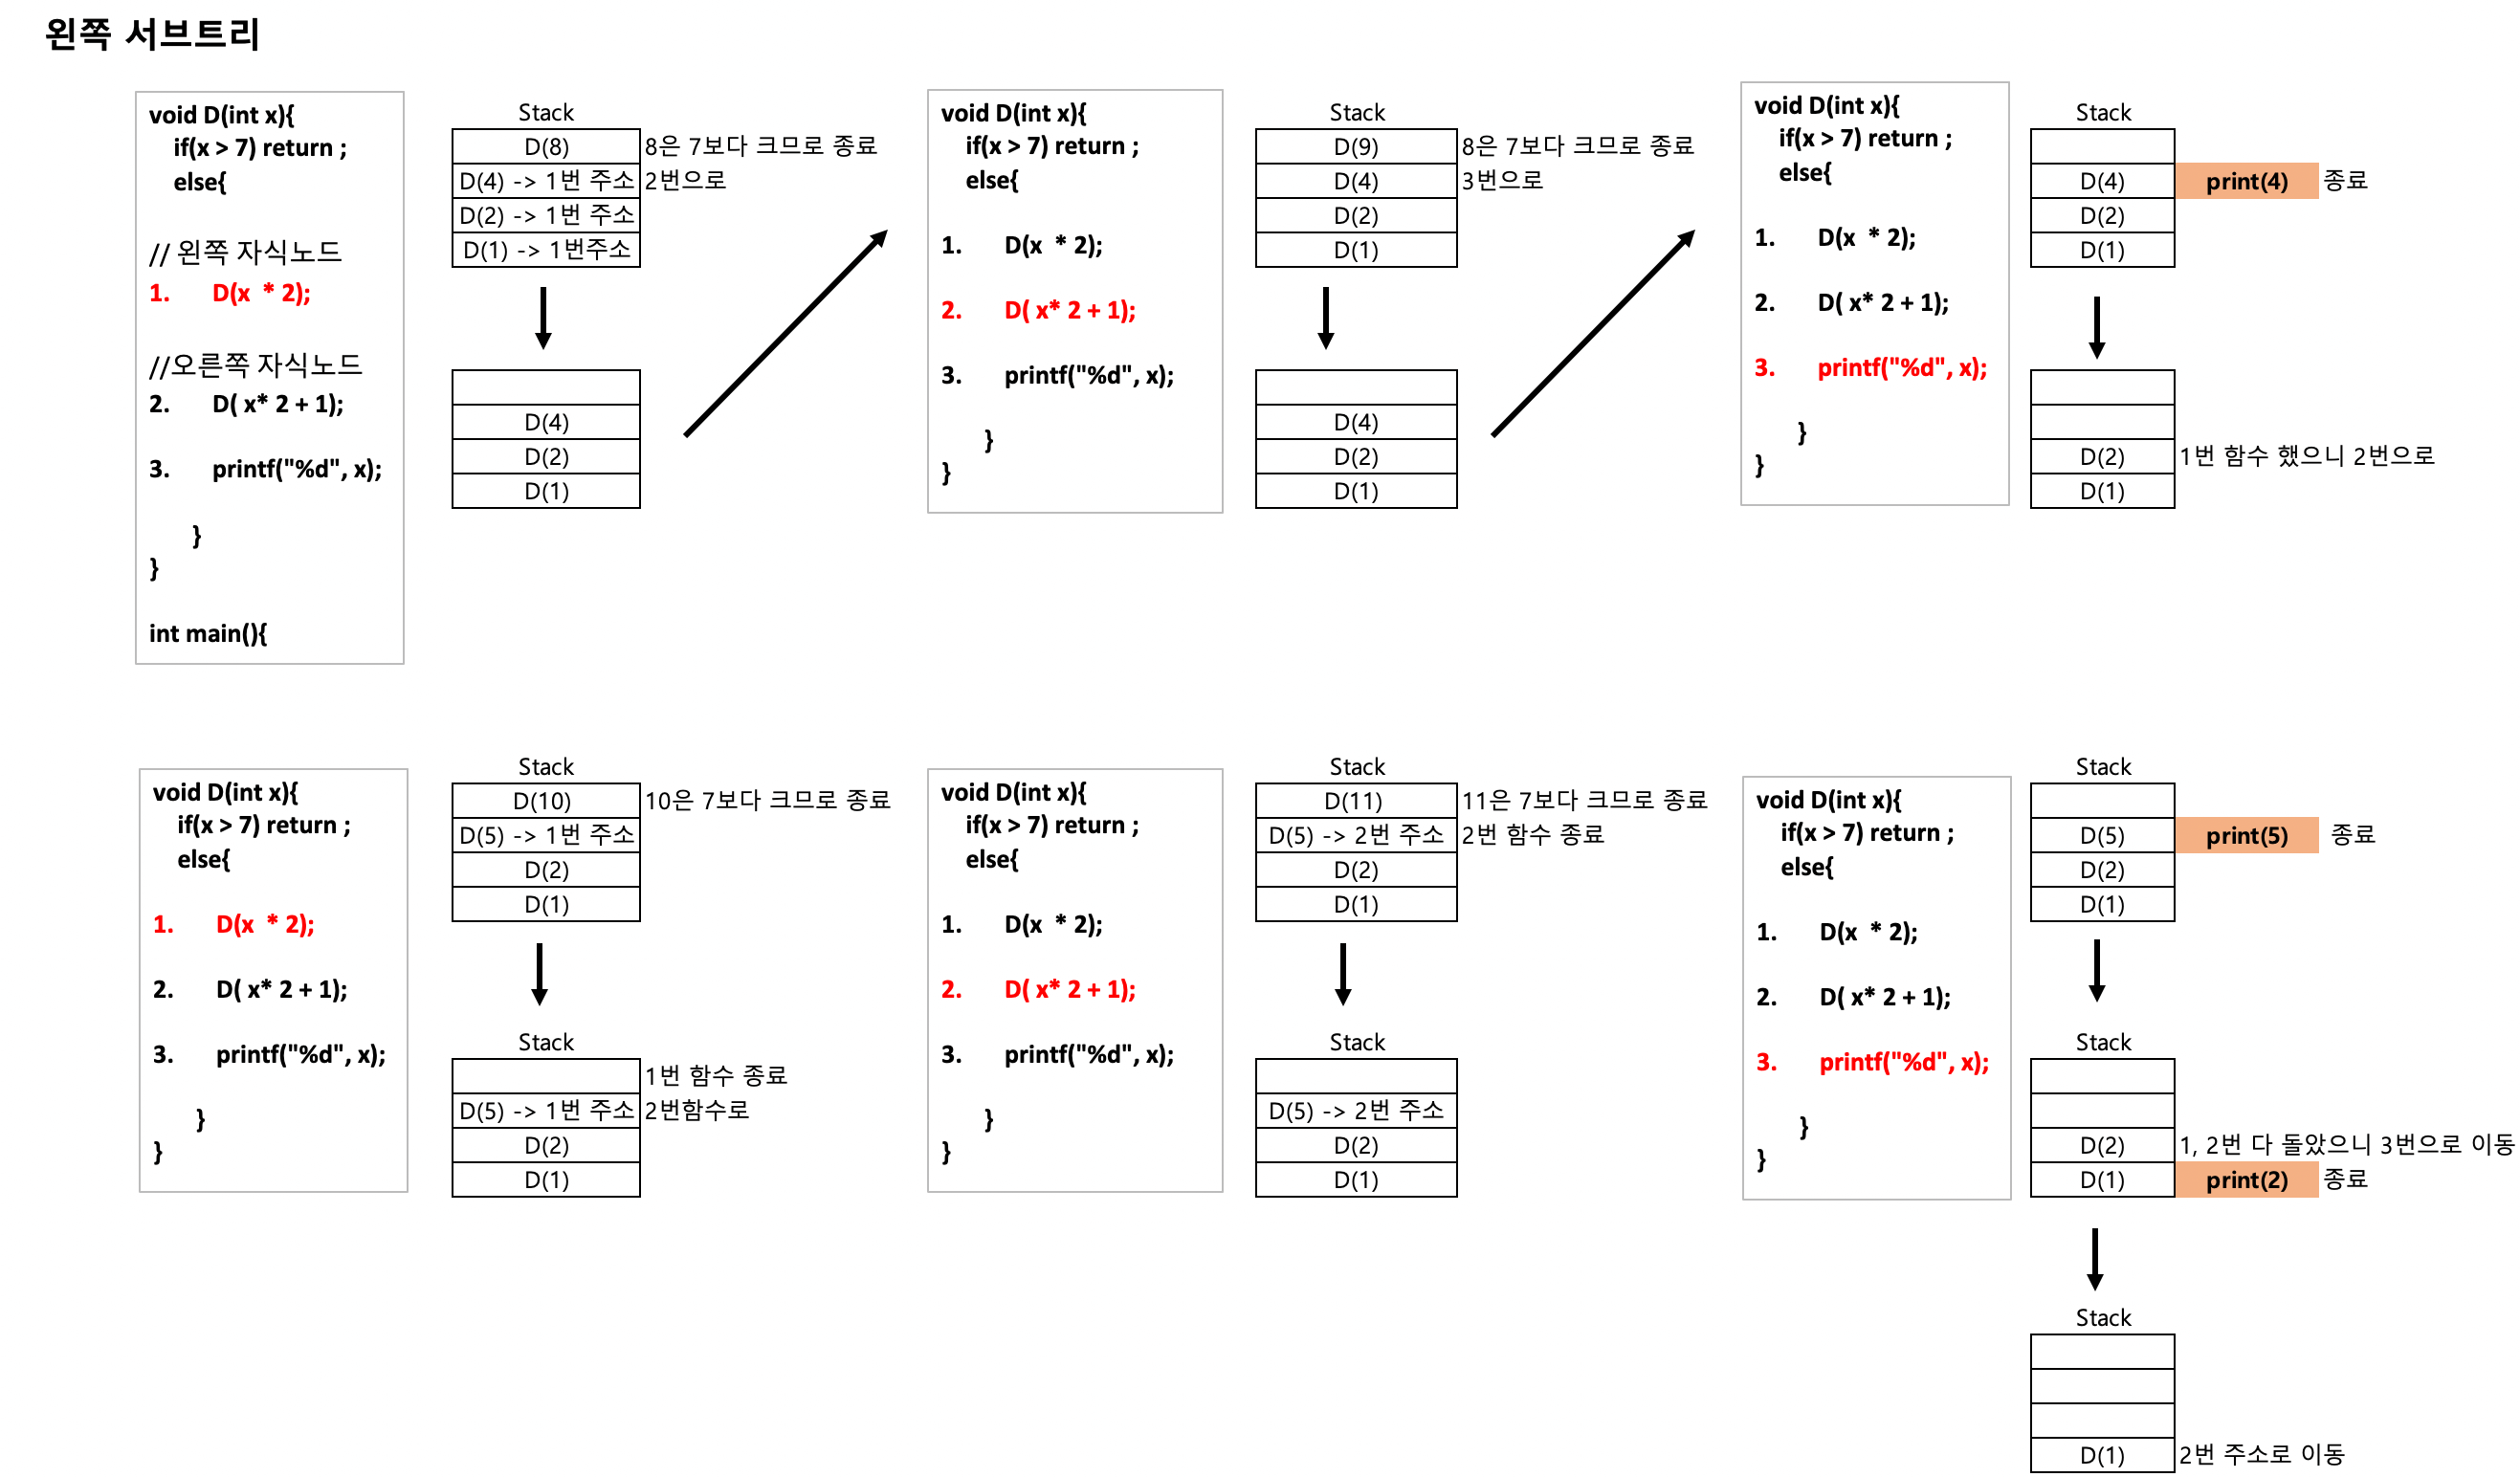 왼쪽 서브트리
void D(int x){
if(x > 7) return ;
else{
// 왼쪽 자식노드
1. D(x * 2);
//오른쪽 자식노드
2. D( x* 2 + 1);
3. printf("%d", x);
}
}
int main(){
Stack
D(8) 8은 7보다 크므로 종료
D(4) -> 1번 주소 2번으로
D(2) -> 1번 주소
D(1) -> 1번주소
D(4)
D(2)
D(1)
void D(int x){
if(x > 7) return ;
else{
1. D(x * 2);
2. D( x* 2 + 1);
3. printf("%d", x);
}
}
Stack
D(9) 8은 7보다 크므로 종료
D(4) 3번으로
D(2)
D(1)
D(4)
D(2)
D(1)
void D(int x){
if(x > 7) return ;
else{
1. D(x * 2);
2. D( x* 2 + 1);
3. printf("%d", x);
}
}
Stack
D(4) print(4) 종료
D(2)
D(1)
D(2) 1번 함수 했으니 2번으로
D(1)
void D(int x){
if(x > 7) return ;
else{
1. D(x * 2);
2. D( x* 2 + 1);
3. printf("%d", x);
}
}
Stack
D(10) 10은 7보다 크므로 종료
D(5) -> 1번 주소
D(2)
D(1)
Stack
1번 함수 종료
D(5) -> 1번 주소 2번함수로
D(2)
D(1)
void D(int x){
if(x > 7) return ;
else{
1. D(x * 2);
2. D( x* 2 + 1);
3. printf("%d", x);
}
}
Stack
D(11) 11은 7보다 크므로 종료
D(5) -> 2번 주소 2번 함수 종료
D(2)
D(1)
Stack
D(5) -> 2번 주소
D(2)
D(1)
void D(int x){
if(x > 7) return ;
else{
1. D(x * 2);
2. D( x* 2 + 1);
3. printf("%d", x);
}
}
Stack
D(5) print(5) 종료
D(2)
D(1)
Stack
D(2) 1, 2번 다 돌았으니 3번으로 이동
D(1) print(2) 종료
Stack
D(1) 2번 주소로 이동